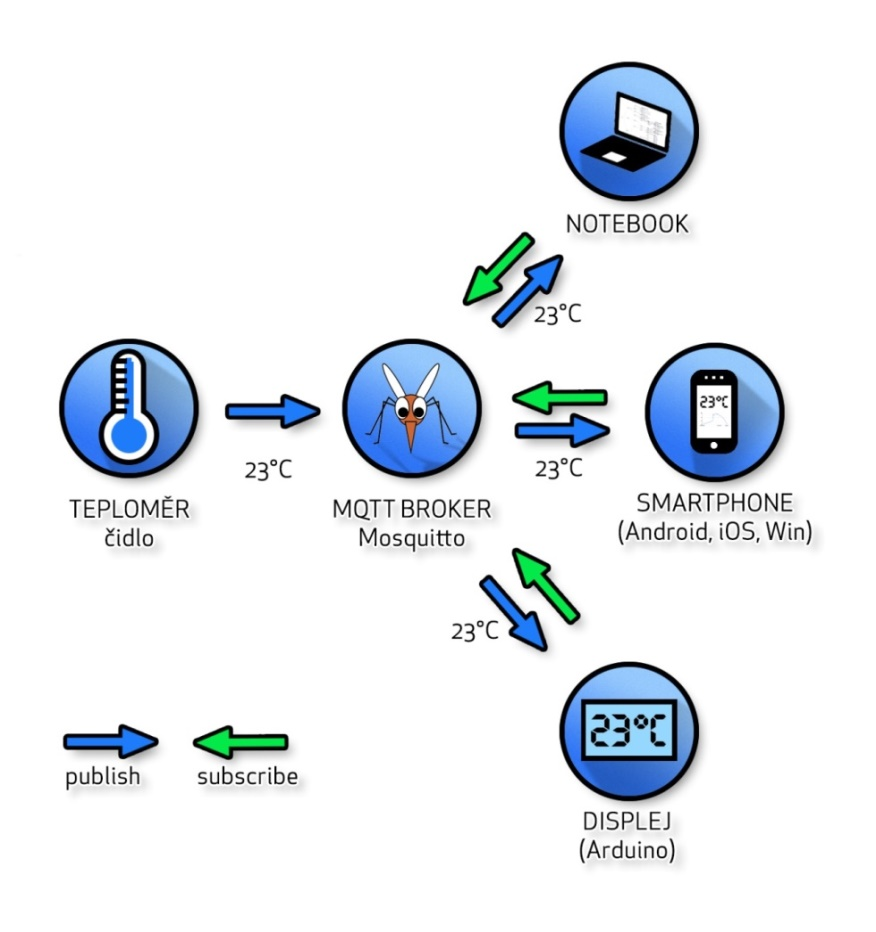 NOTEBOOK
23°C
TEPLOMĚR
čidlo
23°C
MQTT BROKER
Mosquitto
23°C
23°C
SMARTPHONE
(Android, iOS, Win)
23°C
publish
subscribe
23°C
DISPLEJ
(Arduino)